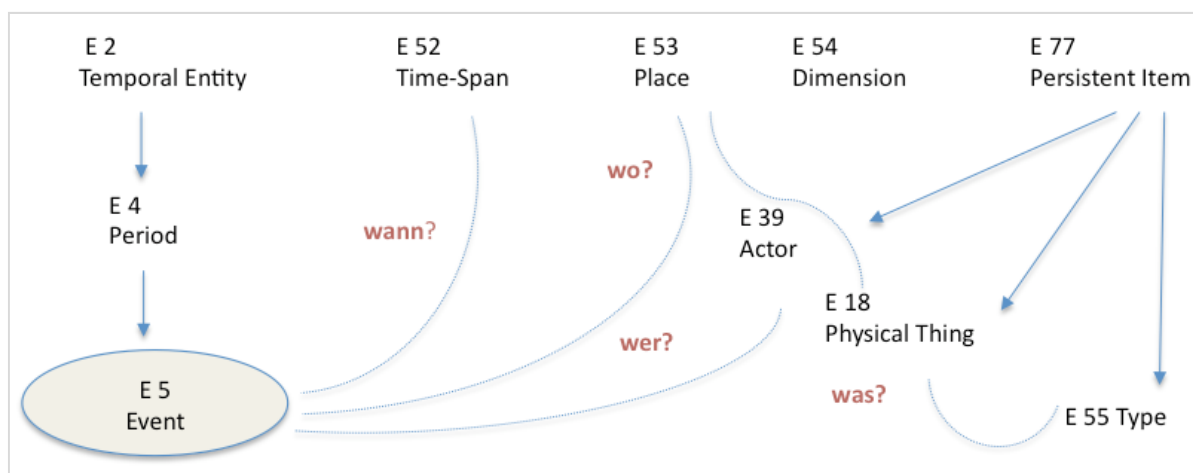 E 2
Temporal Entity
E 52
Time-Span
E 53
Place
E 54
Dimension
E 77
Persistent Item
wo?
E 4
Period
wann?
E 39
Actor
E 18
Physical Thing
wer?
was?
E 5
Event
E 55 Type